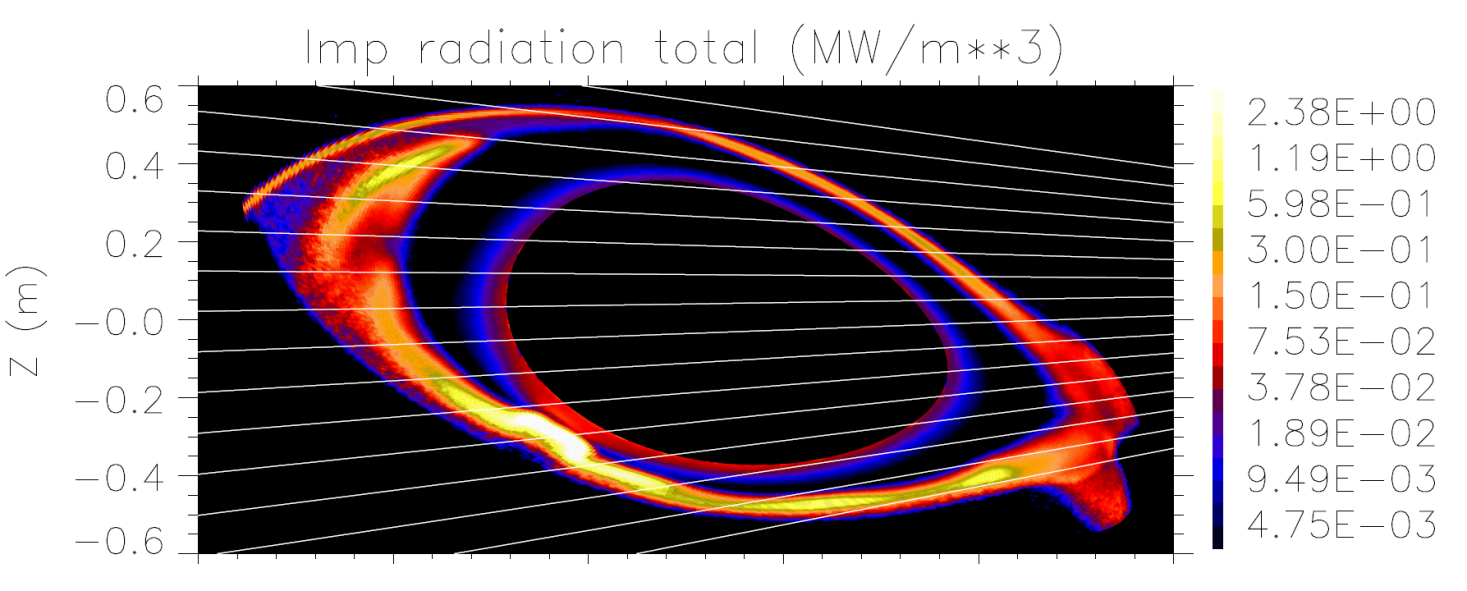 Imp radiation total (MW/m**3)
Z (m)
0.6
0.4
0.2
−0.0
−0.2
−0.4
−0.6
2.38E+00
1.19E+00
5.98E−01
3.00E−01
1.50E−01
7.53E−02
3.78E−02
1.89E−02
9.49E−03
4.75E−03